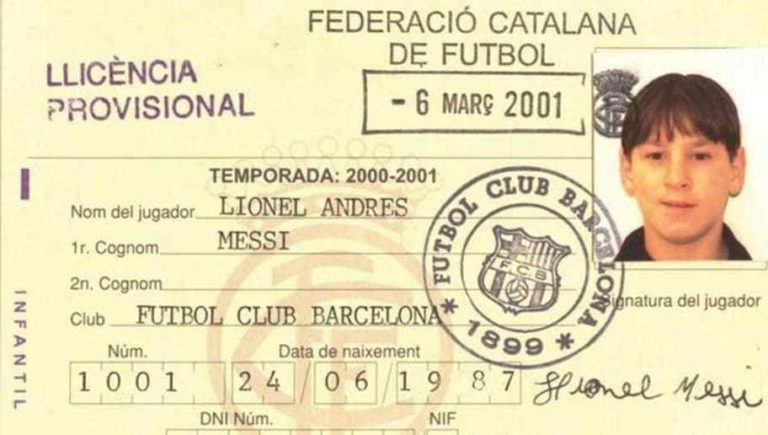 FEDERACIÓ CATALANA
DE FUTBOL
LLICÈNCIA
PROVISIONAL
- 6 MARÇ 2001
TEMPORADA: 2000-2001
Nom del jugador LIONEL ANDRES
1r. Cognom MESSI
2n. Cognom
Club FUTBOL CLUB BARCELONA
FUTBOL CLUB BARCELONA
FCB
* 1899 *
Signatura del jugador
INFANTIL
Núm. Data de naixement
1001 24 06 1987
Lionel Messi
DNI Núm. NIF